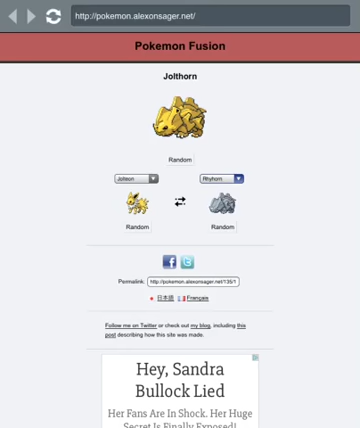 http://pokemon.alexonsager.net/
Pokemon Fusion
Jolthorn
Random
Jolteon
Rhyhorn
Random
Random
Permalink: http://pokemon.alexonsager.net/135/1
日本語 Français
Follow me on Twitter or check out my blog, including this
post describing how this site was made.
Hey, Sandra
Bullock Lied
Her Fans Are In Shock. Her Huge
Secret Is Finally Exposed!